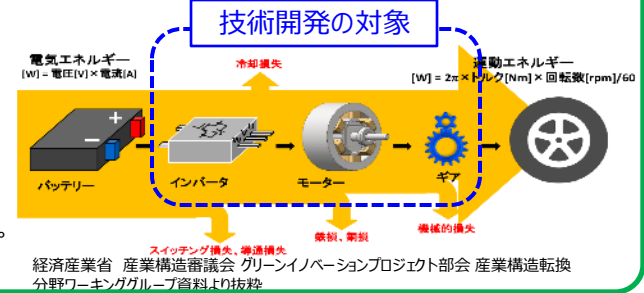 技術開発の対象
電気エネルギー
[W] = 電圧[V]×電流[A]
冷却損失
運動エネルギー
[W] = 2π×トルク[Nm]×回転数[rpm]/60
バッテリー
インバータ
モーター
ギア
スイッチング損失、導通損失
鉄損、銅損
機械的損失
。
経済産業省 産業構造審議会 グリーンイノベーションプロジェクト部会 産業構造転換
分野ワーキンググループ資料より抜粋